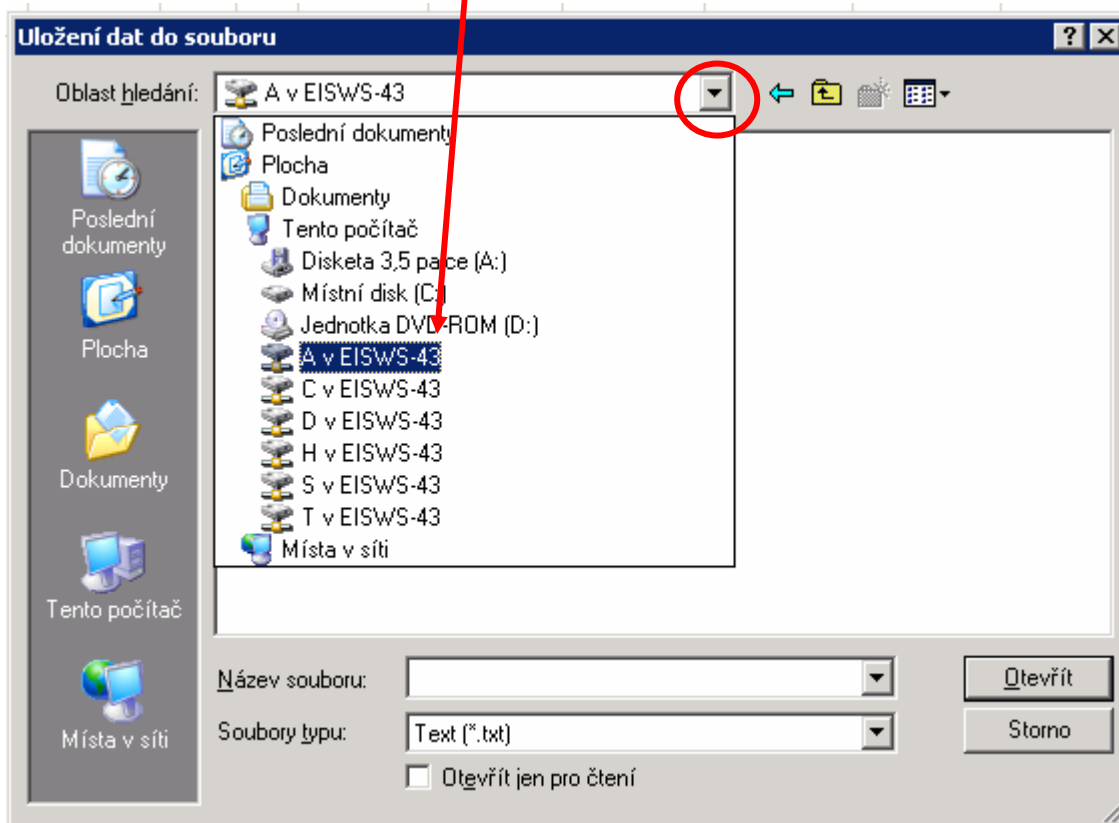 Uložení dat do souboru
Oblast hledání: A v EISWS-43
Poslední dokumenty
Plocha
Dokumenty
Tento počítač
Disketa 3,5 palce (A:)
Místní disk (C:)
Jednotka DVD-ROM (D:)
A v EISWS-43
C v EISWS-43
D v EISWS-43
H v EISWS-43
S v EISWS-43
T v EISWS-43
Místa v síti
Poslední
dokumenty
Plocha
Dokumenty
Tento počítač
Místa v síti
Název souboru:
Otevřít
Soubory typu: Text (*.txt)
Storno
Otevřít jen pro čtení